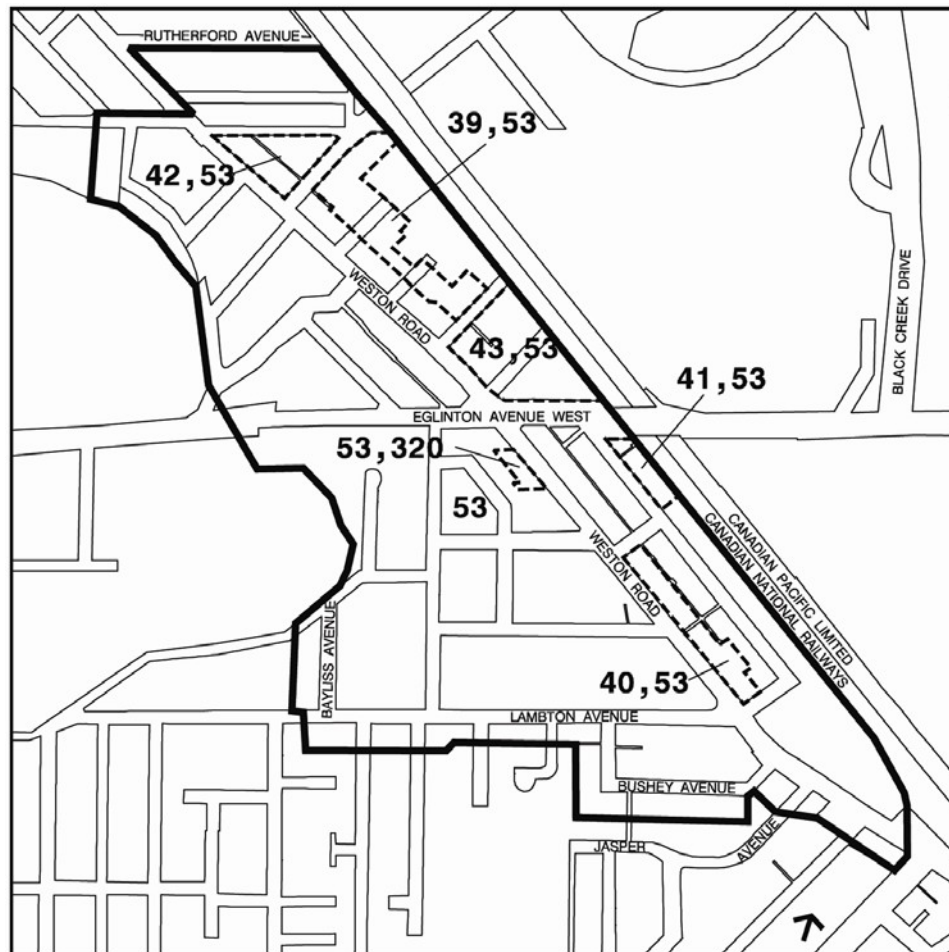 RUTHERFORD AVENUE
39,53
42,53
WESTON ROAD
BLACK CREEK DRIVE
43,53
41,53
EGLINTON AVENUE WEST
53,320
53
CANADIAN PACIFIC LIMITED
CANADIAN NATIONAL RAILWAYS
WESTON ROAD
BAYLISS AVENUE
40,53
LAMBTON AVENUE
BUSHEY AVENUE
JASPER
AVENUE